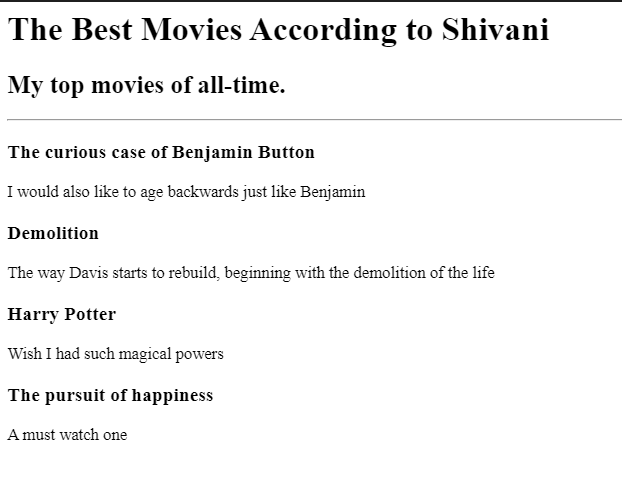 The Best Movies According to Shivani
My top movies of all-time.
The curious case of Benjamin Button
I would also like to age backwards just like Benjamin
Demolition
The way Davis starts to rebuild, beginning with the demolition of the life
Harry Potter
Wish I had such magical powers
The pursuit of happiness
A must watch one